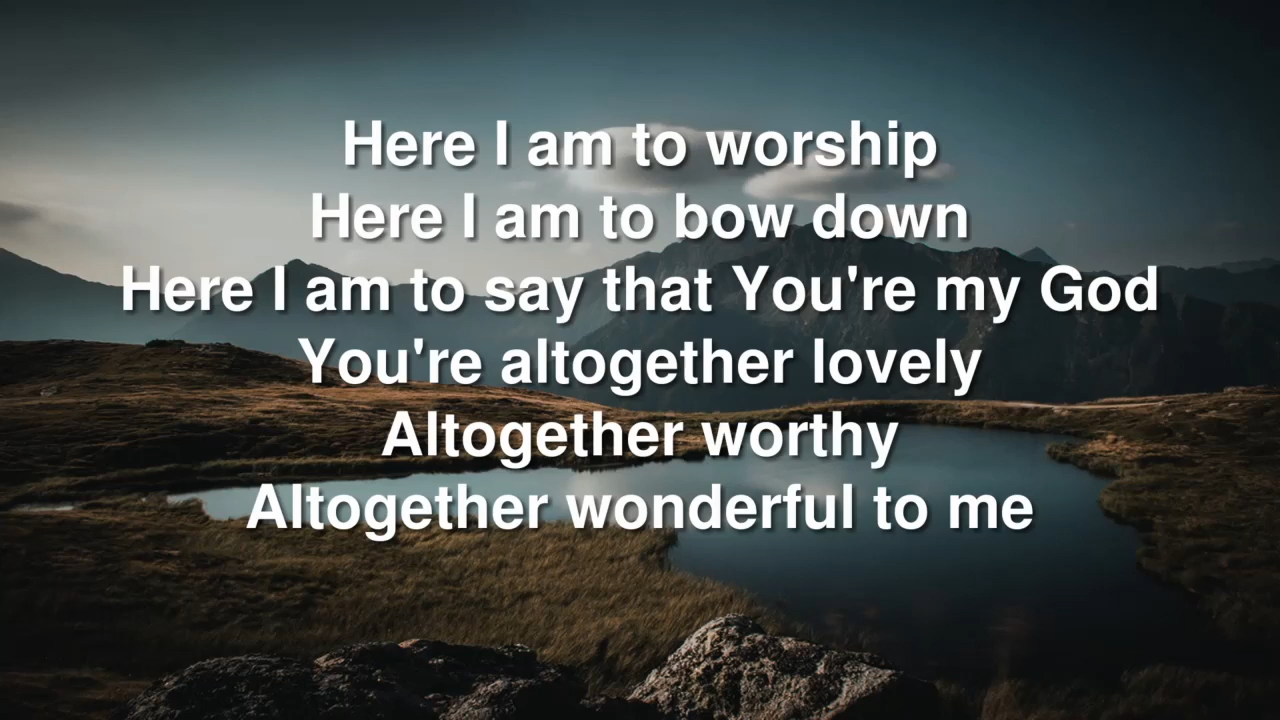 Here I am to worship
Here I am to bow down
Here I am to say that You're my God
You're altogether lovely
Altogether worthy
Altogether wonderful to me